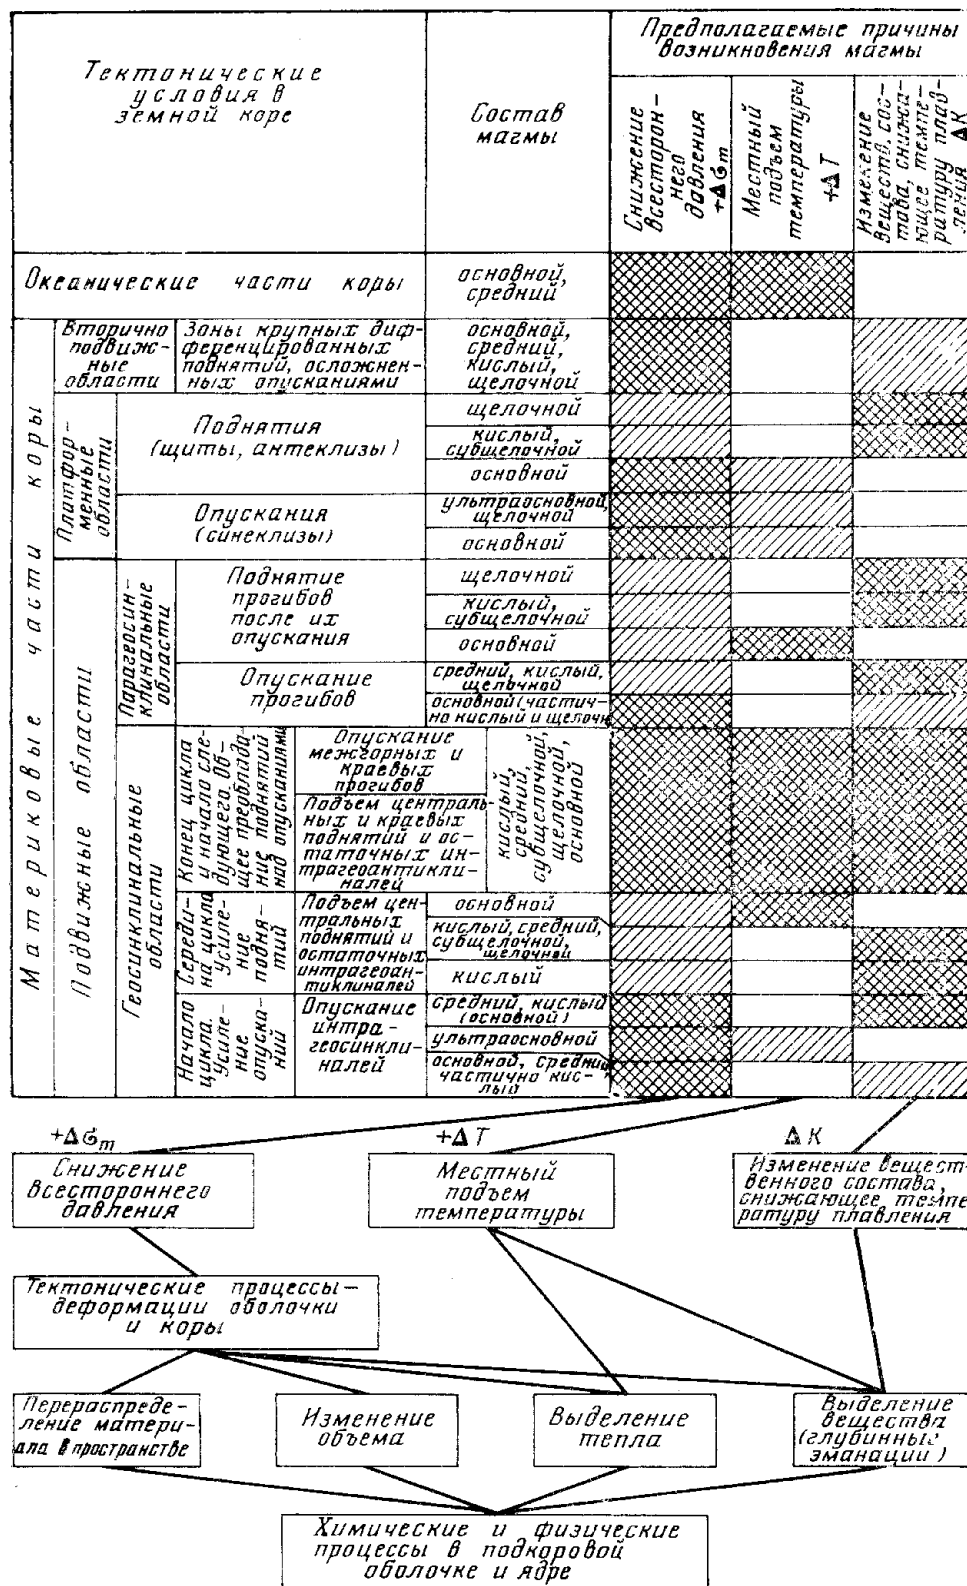 Тектонические
условия в
земной коре
Состав
магмы
Предполагаемые причины
возникновения магмы
Снижение
всесторон-
него
давления
+Δσm
Местный
подъем
температуры
+ΔT
Изменение
веществ. сос-
тава, снижа-
ющее темпе-
ратуру плав-
ления ΔK
Океанические части коры
основной,
средний
Материковые части коры
Вторично
подвиж-
ные
области
Зоны крупных диф-
ференцированных
поднятий, осложнен-
ных опусканиями
основной,
средний,
кислый,
щелочной
Платфор-
менные
области
Поднятия
(щиты, антеклизы)
щелочной
кислый,
субщелочной
основной
Опускания
(синеклизы)
ультраосновной,
щелочной
основной
Подвижные области
Парагеосин-
клинальные
области
Поднятие
прогибов
после их
опускания
щелочной
кислый,
субщелочной
основной
Опускание
прогибов
средний, кислый,
щелочной
основной (частич-
но кислый и щелочн
Геосинклинальные
области
Конец цикла
и начало сле-
дующего. Об-
щее преоблада-
ние поднятий
над опусканиями
Опускание
межгорных и
краевых
прогибов
Подъем централь-
ных и краевых
поднятий и ос-
таточных ин-
трагеоантикли-
налей
кислый,
средний,
субщелочной,
щелочной,
основной
Середи-
на цикла
Усиле-
ние
подня-
тий
Подъем цен-
тральных
поднятий и
остаточных
интрагеоан-
тиклиналей
основной
кислый, средний,
субщелочной,
щелочной
кислый
Начало
цикла.
Усиле-
ние
опуска-
ний
Опускание
интра-
геосинкли-
налей
средний, кислый
(основной)
ультраосновной
основной, средний,
частично кис-
лый
+Δσm
+ΔT
ΔK
Снижение
всестороннего
давления
Местный
подъем
температуры
Изменение вещест-
венного состава,
снижающее темпе-
ратуру плавления
Тектонические процессы—
деформации оболочки
и коры
Перераспреде-
ление матери-
ала в пространстве
Изменение
объема
Выделение
тепла
Выделение
вещества
(глубинные
эманации)
Химические и физические
процессы в подкоровой
оболочке и ядре